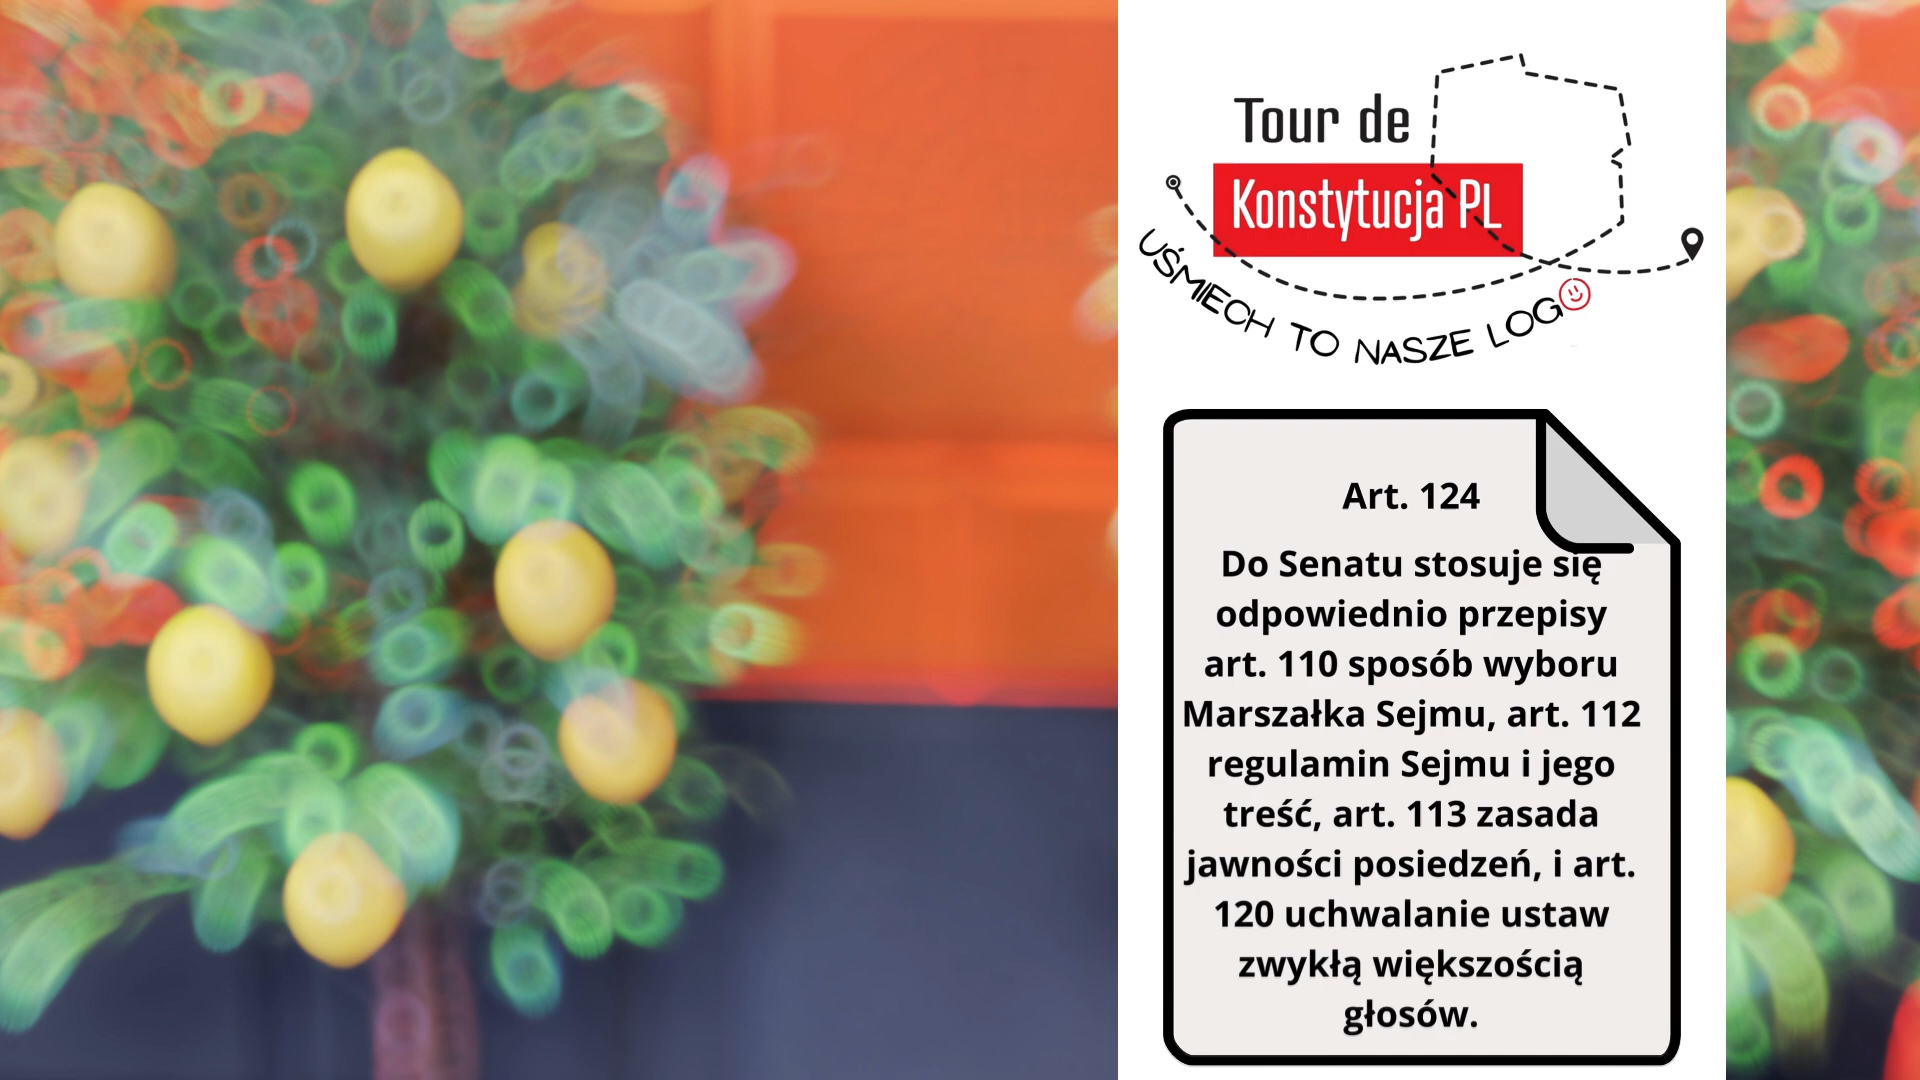 Tour de
Konstytucja PL
UŚMIECH TO NASZE LOGO
Art. 124
Do Senatu stosuje się
odpowiednio przepisy
art. 110 sposób wyboru
Marszałka Sejmu, art. 112
regulamin Sejmu i jego
treść, art. 113 zasada
jawności posiedzeń, i art.
120 uchwalanie ustaw
zwykłą większością
głosów.